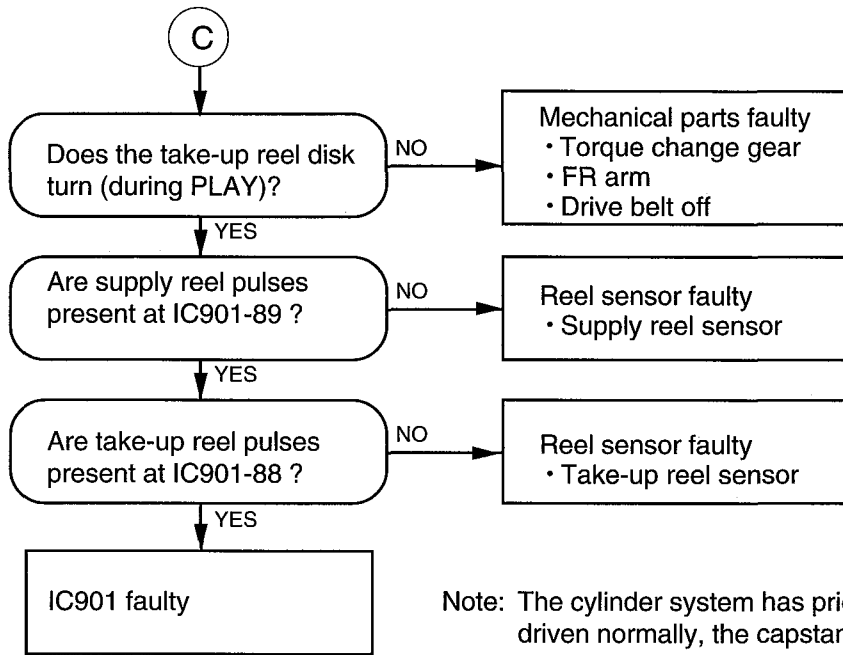 C
Does the take-up reel disk
turn (during PLAY)?
NO
Mechanical parts faulty
・Torque change gear
・FR arm
・Drive belt off
YES
Are supply reel pulses
present at IC901-89 ?
NO
Reel sensor faulty
・Supply reel sensor
YES
Are take-up reel pulses
present at IC901-88 ?
NO
Reel sensor faulty
・Take-up reel sensor
YES
IC901 faulty
Note: The cylinder system has
driven normally, the